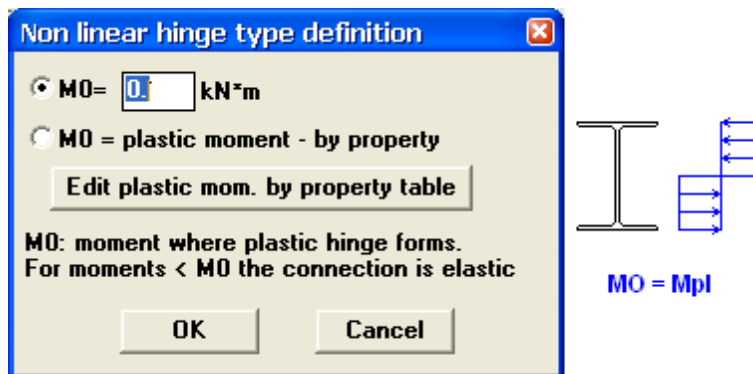 Non linear hinge type definition
M0= 0. kN*m
M0 = plastic moment - by property
Edit plastic mom. by property table
M0: moment where plastic hinge forms.
For moments < M0 the connection is elastic
OK Cancel
MO = Mpl